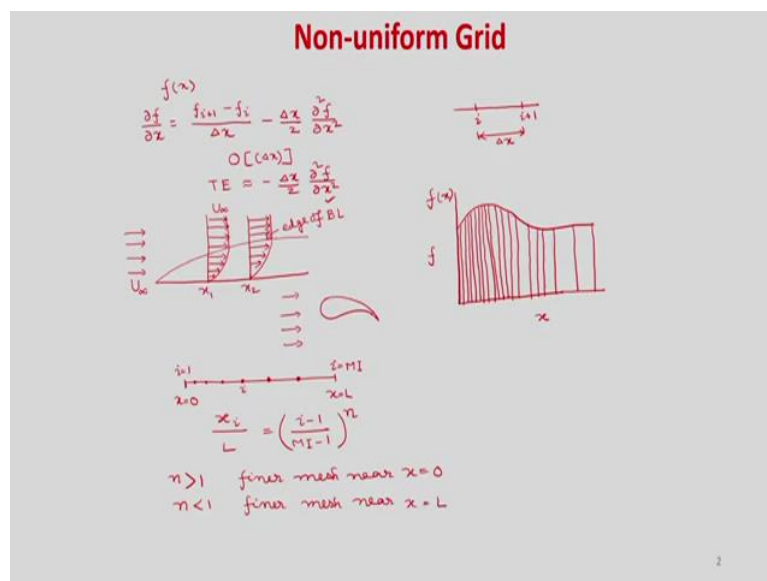 Non-uniform Grid
f(x)
∂f/∂x = (f_{i+1} - f_i)/Δx - Δx/2 ∂²f/∂x²
O[(Δx)]
TE ≈ - Δx/2 ∂²f/∂x²
i i+1
Δx
U∞
edge of BL
U∞ x₁ x₂
f(x)
f
x
i=1 i=MI
i
x=0 x=L
x_i/L = ((i-1)/(MI-1))^n
n>1 finer mesh near x=0
n<1 finer mesh near x=L
2